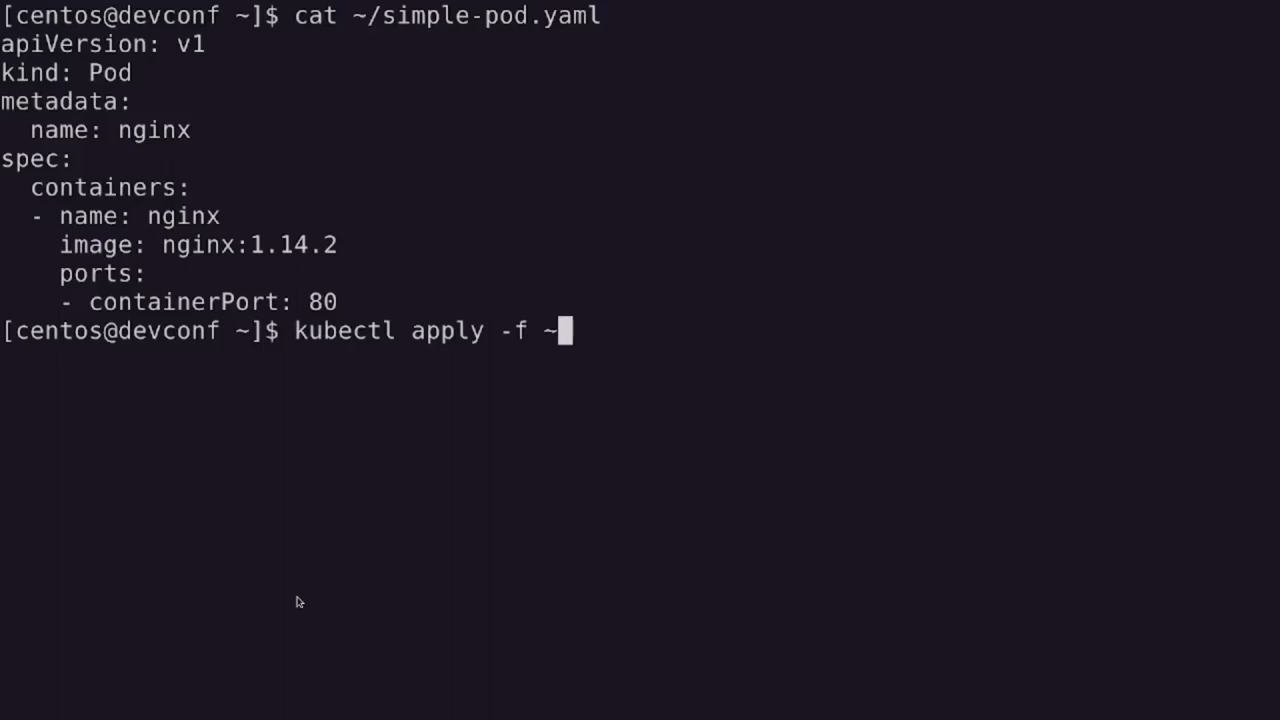 [centos@devconf ~]$ cat ~/simple-pod.yaml
apiVersion: v1
kind: Pod
metadata:
  name: nginx
spec:
  containers:
  - name: nginx
    image: nginx:1.14.2
    ports:
    - containerPort: 80
[centos@devconf ~]$ kubectl apply -f ~